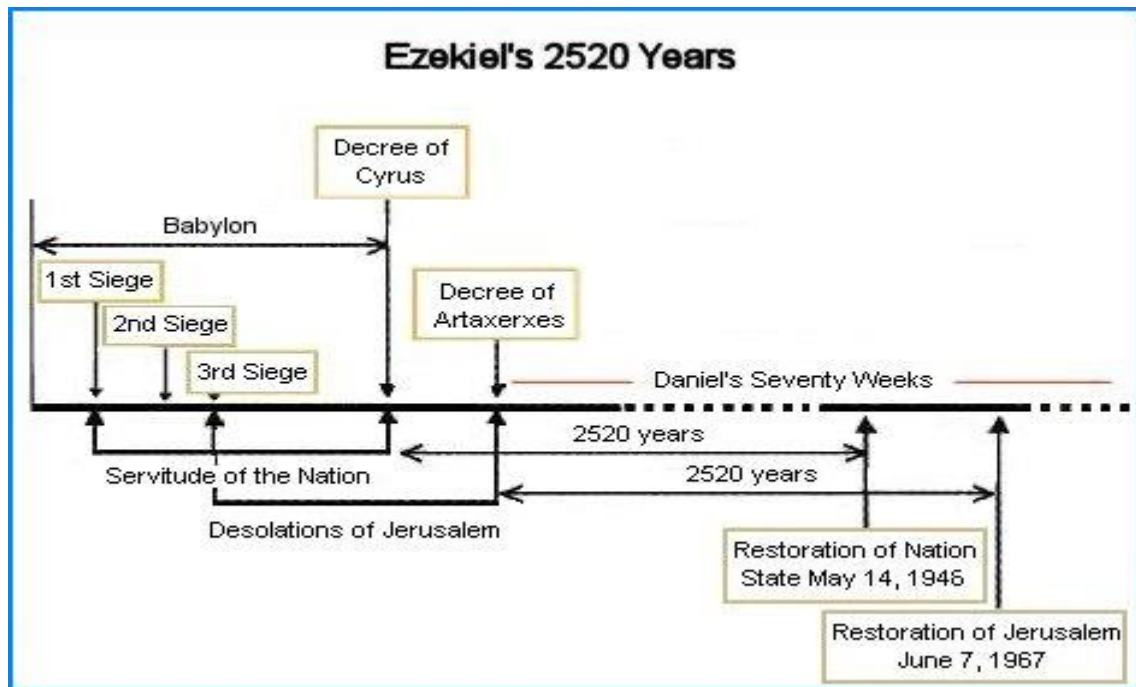 Ezekiel's 2520 Years
Decree of
Cyrus
Babylon
1st Siege
Decree of
Artaxerxes
2nd Siege
3rd Siege
Daniel's Seventy Weeks
2520 years
Servitude of the Nation
2520 years
Desolations of Jerusalem
Restoration of Nation
State May 14, 1946
Restoration of Jerusalem
June 7, 1967